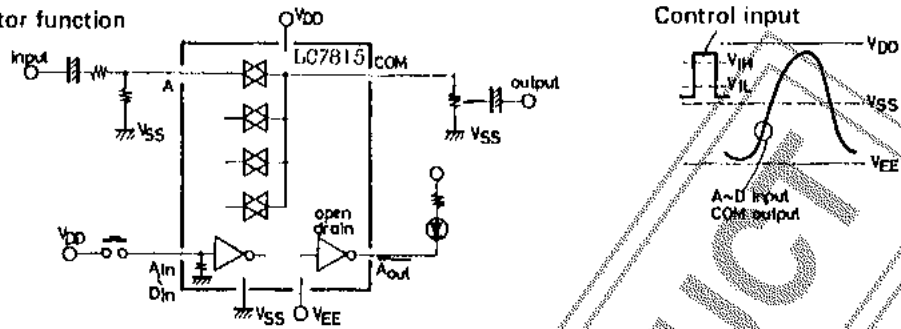 tor function
VDD
input
LC7815
COM
A
output
VSS
VSS
open
drain
VDD
Ain
Din
Aout
VSS
VEE
Control input
VDD
VIH
VIL
VSS
VEE
A~D input
COM output